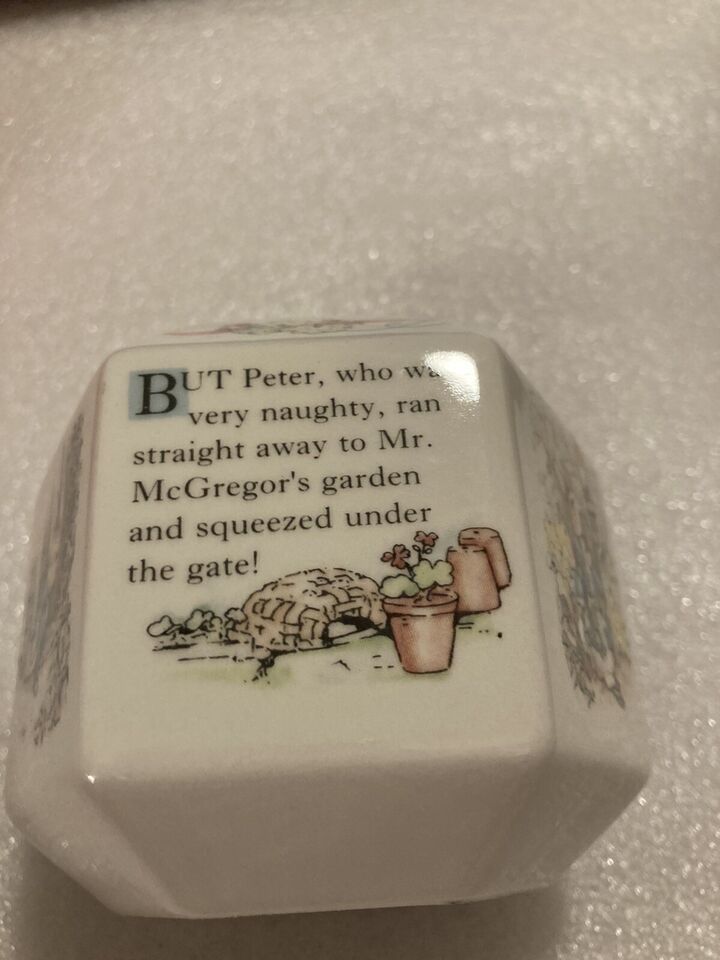 BUT Peter, who
very naughty, ran
straight away to Mr.
McGregor's garden
and squeezed under
the gate!